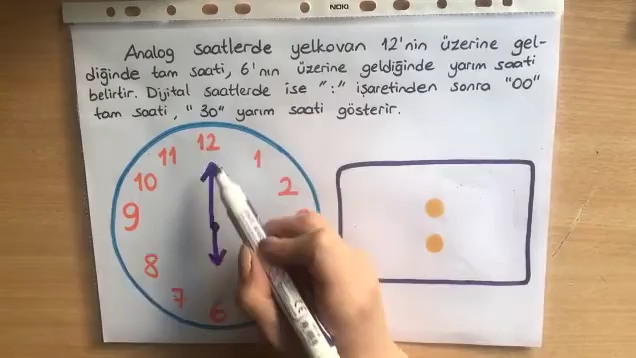 NOKI
Analog saatlerde yelkovan 12'nin üzerine gel-
diğinde tam saati, 6'nın üzerine geldiğinde yarım saati
belirtir. Dijital saatlerde ise ":" işaretinden sonra "00"
tam saati, "30" yarım saati gösterir.
12
11
1
10
2
9
8
7
6
: